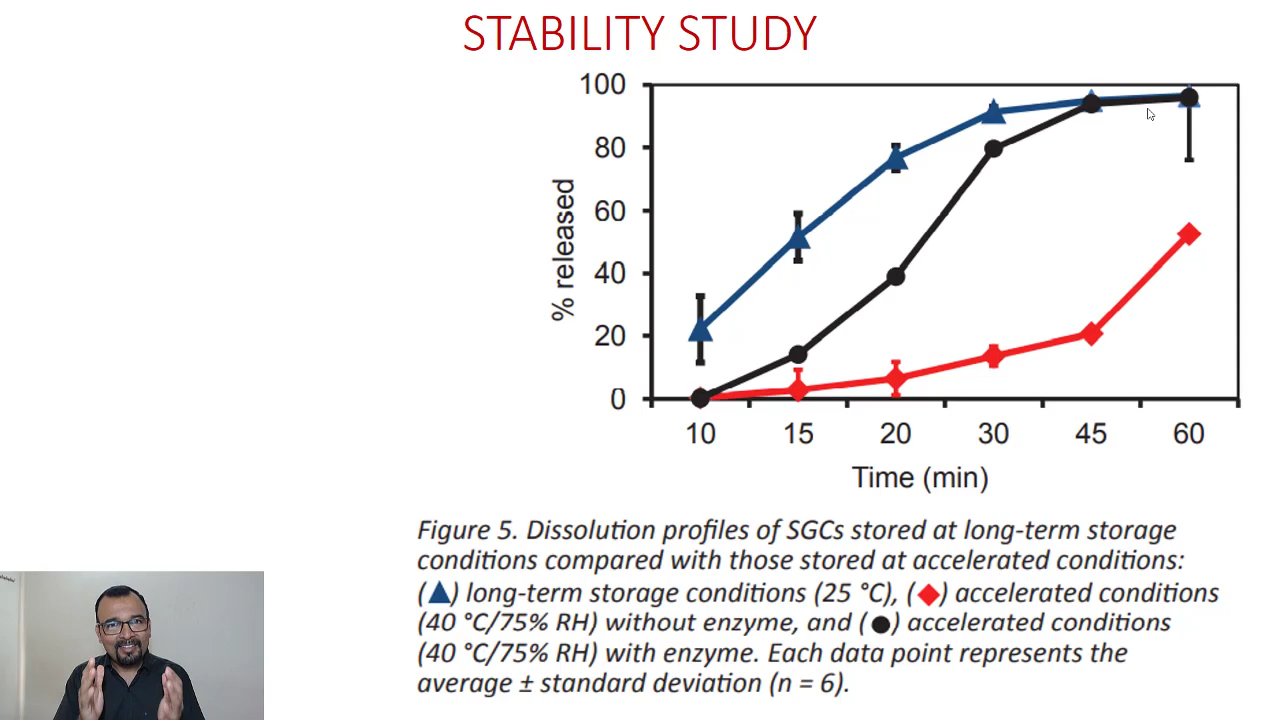 STABILITY STUDY
100
80
60
40
20
0
% released
10 15 20 30 45 60
Time (min)
Figure 5. Dissolution profiles of SGCs stored at long-term storage
conditions compared with those stored at accelerated conditions:
(▲) long-term storage conditions (25 °C), (◆) accelerated conditions
(40 °C/75% RH) without enzyme, and (●) accelerated conditions
(40 °C/75% RH) with enzyme. Each data point represents the
average ± standard deviation (n = 6).